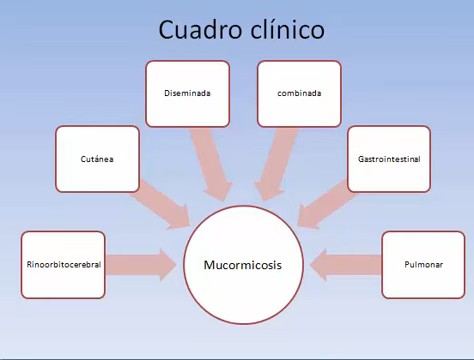 Cuadro clínico
Diseminada
combinada
Cutánea
Gastrointestinal
Rinoorbitocerebral
Mucormicosis
Pulmonar